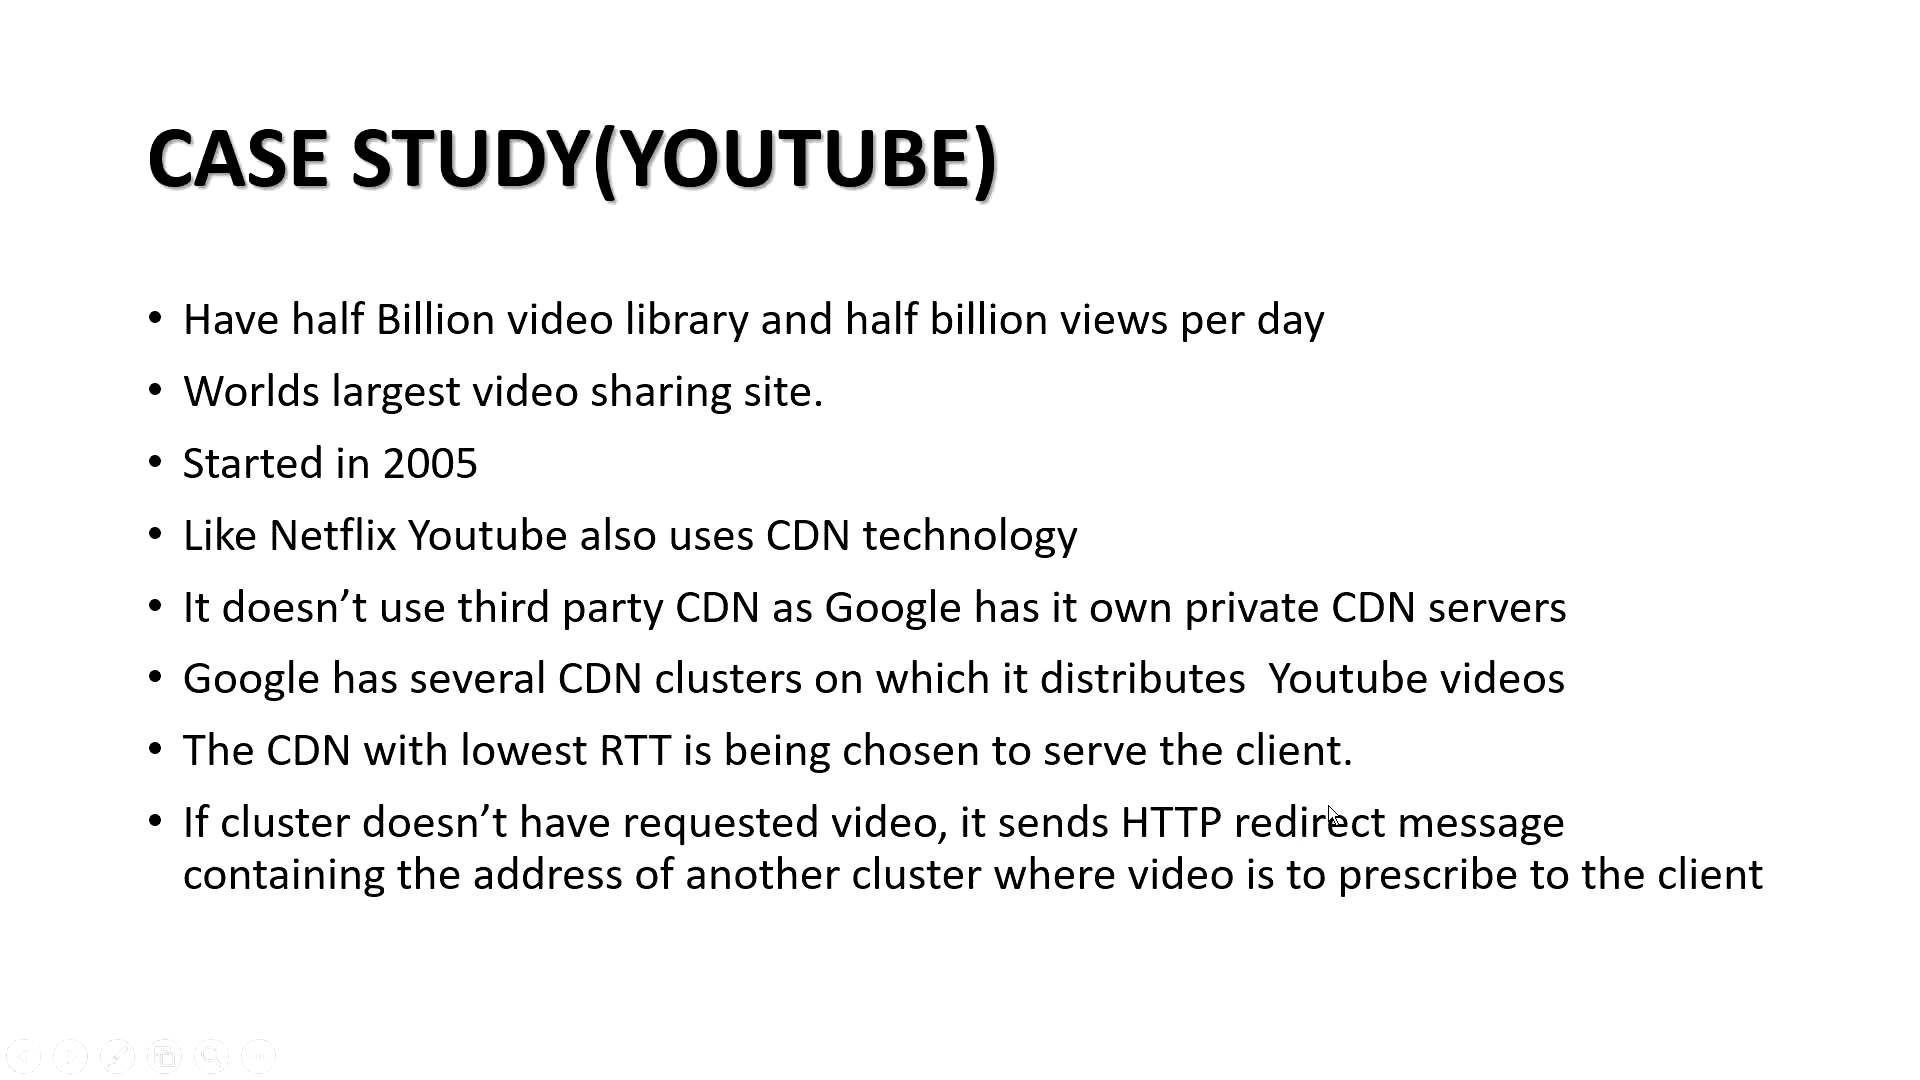 CASE STUDY(YOUTUBE)
• Have half Billion video library and half billion views per day
• Worlds largest video sharing site.
• Started in 2005
• Like Netflix Youtube also uses CDN technology
• It doesn’t use third party CDN as Google has it own private CDN servers
• Google has several CDN clusters on which it distributes  Youtube videos
• The CDN with lowest RTT is being chosen to serve the client.
• If cluster doesn’t have requested video, it sends HTTP redirect message
containing the address of another cluster where video is to prescribe to the client